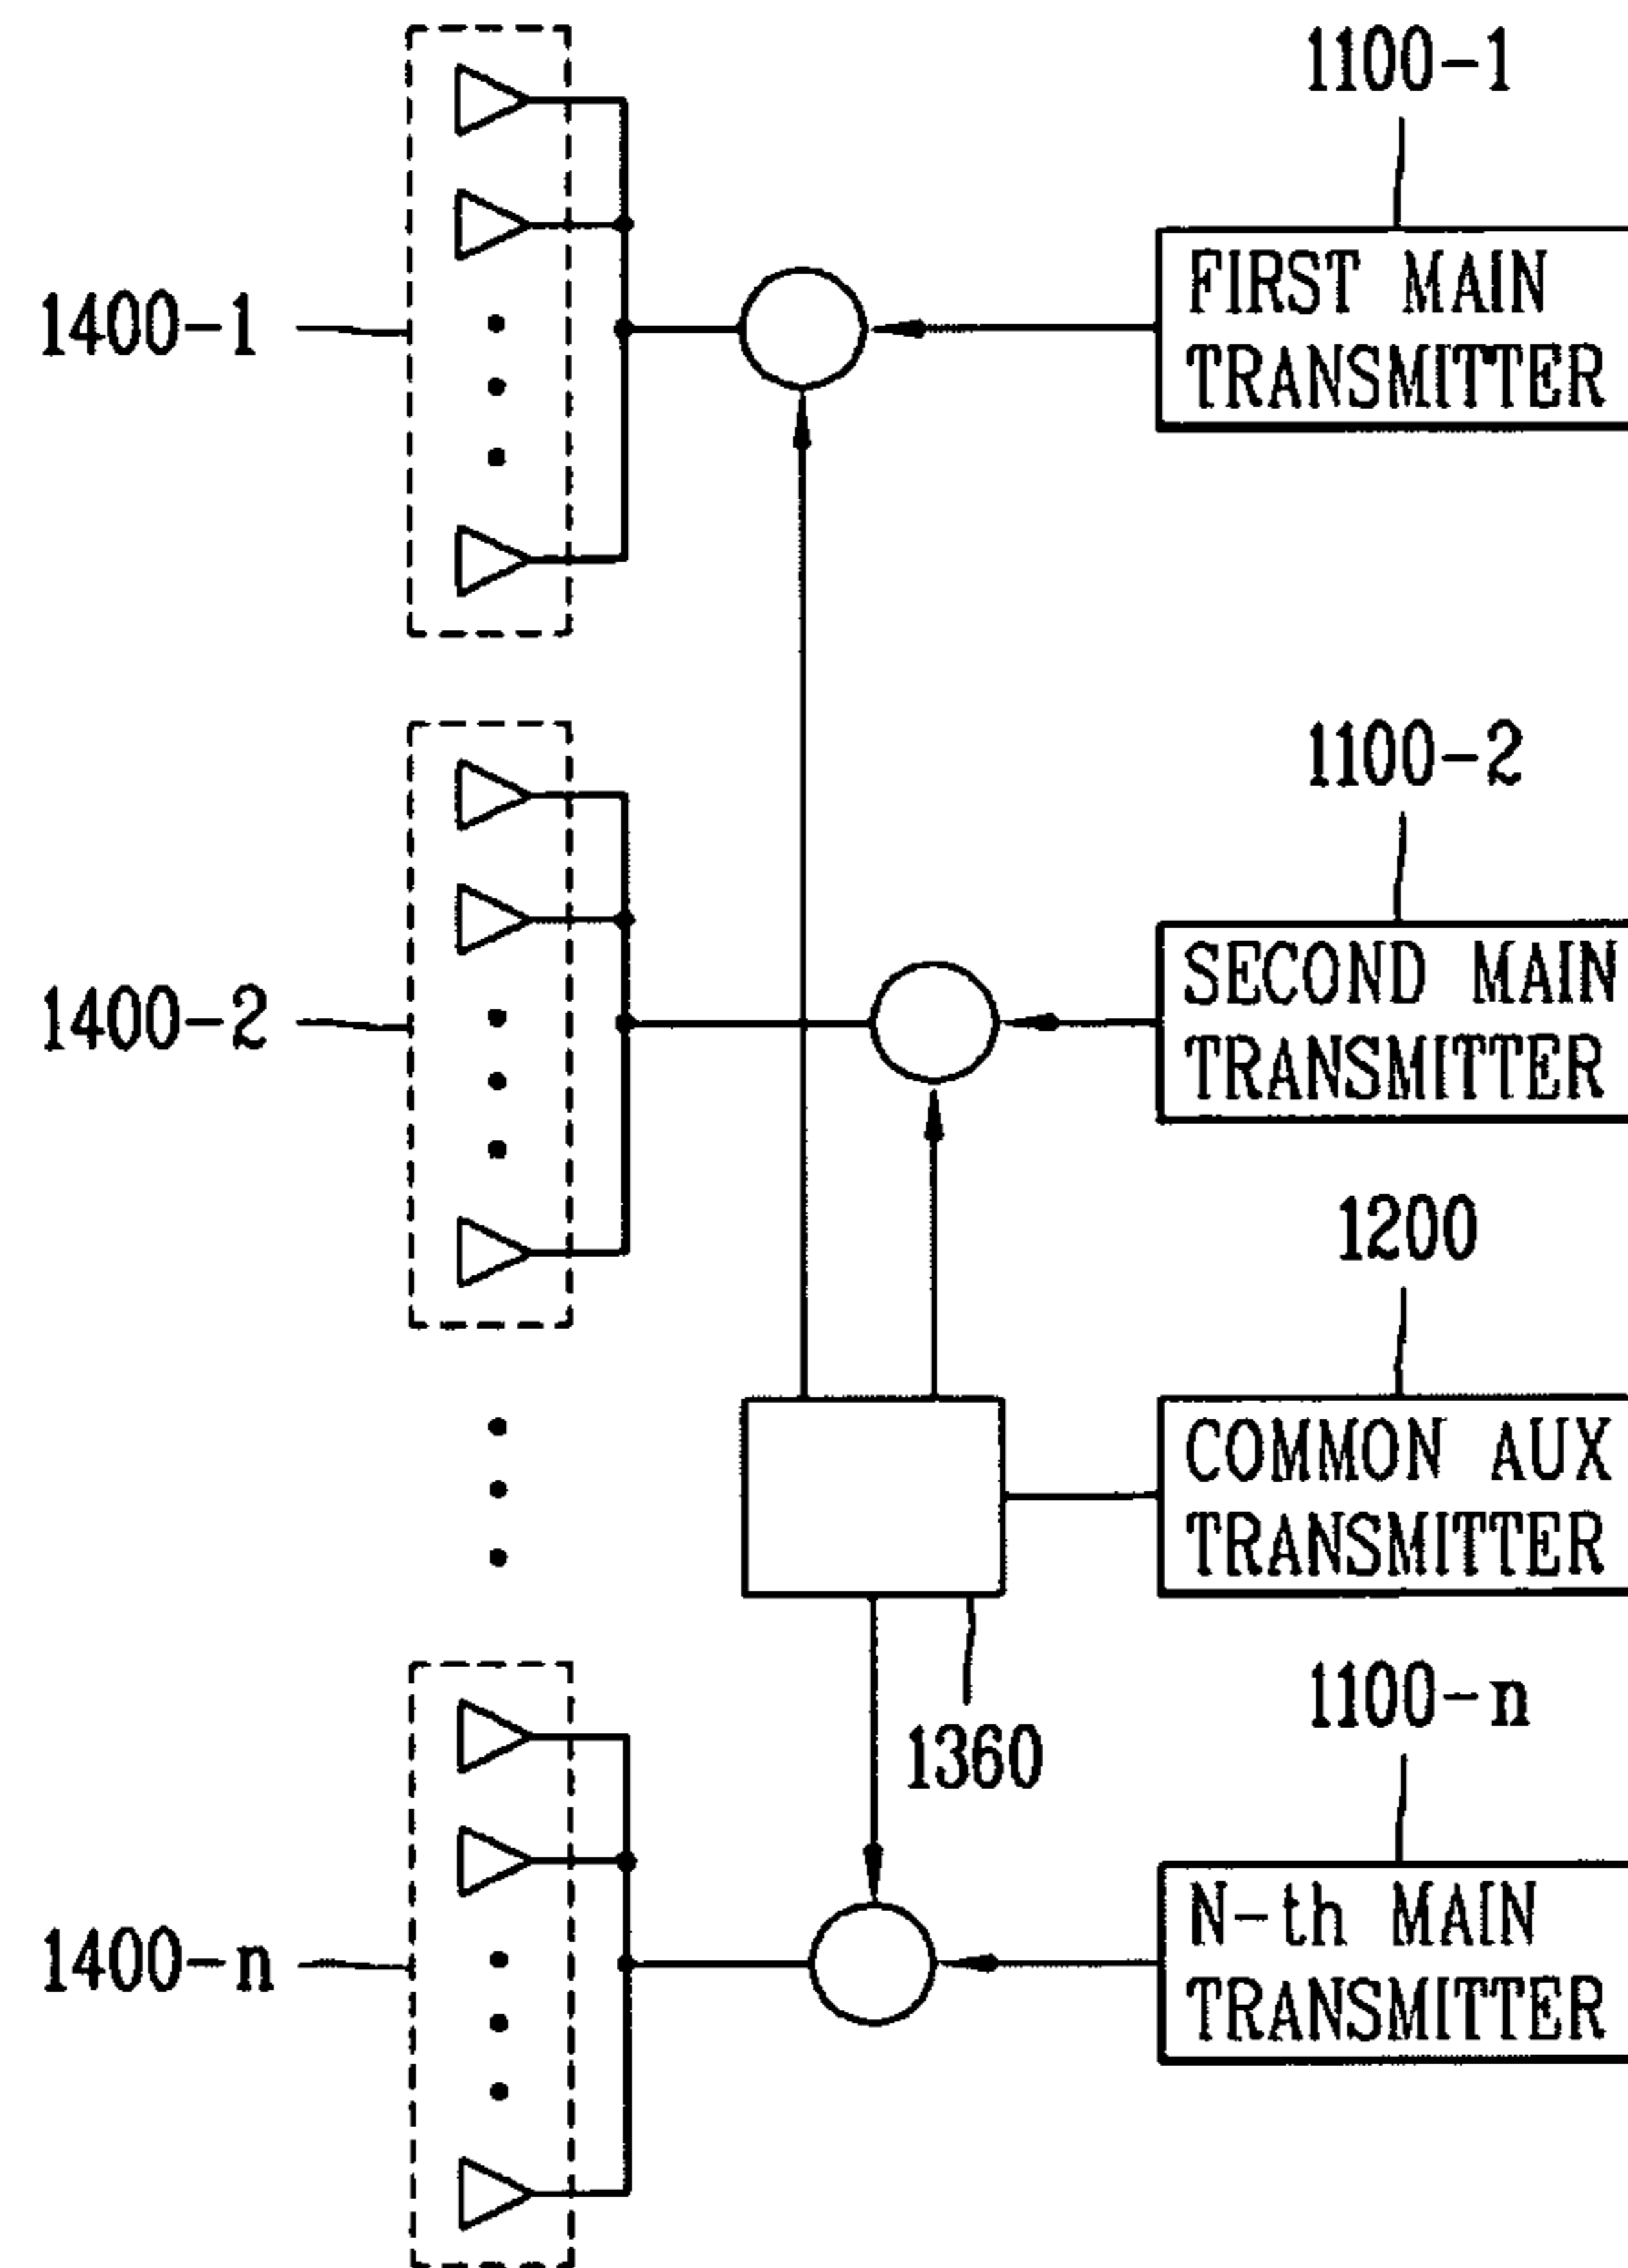 1100-1
FIRST MAIN
TRANSMITTER
1400-1
1100-2
SECOND MAIN
TRANSMITTER
1400-2
1200
COMMON AUX
TRANSMITTER
1360
1100-n
N-th MAIN
TRANSMITTER
1400-n